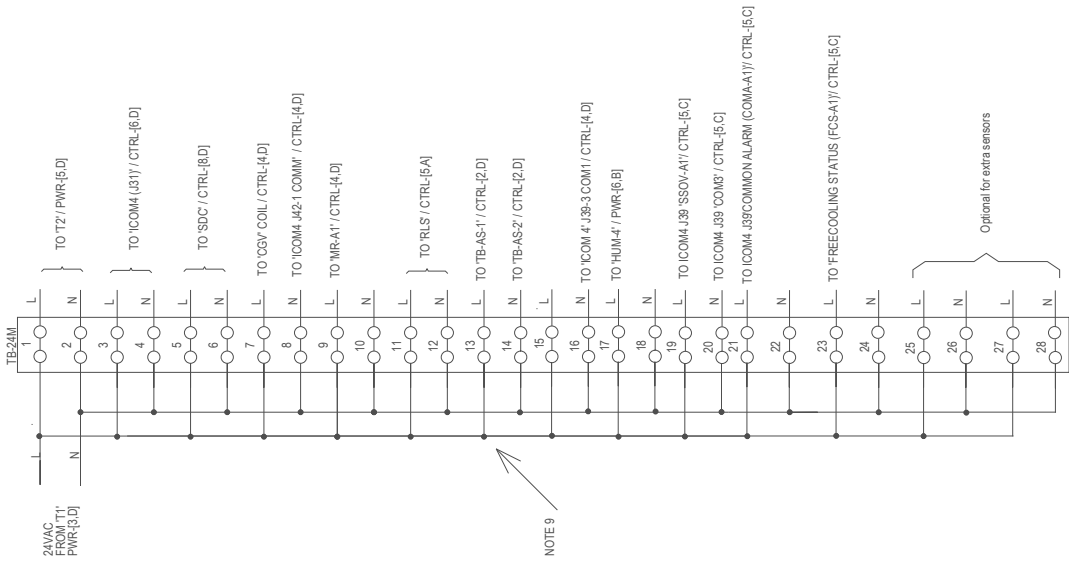 TB-24M
24VAC
FROM 'T1'
PWR-[3,D]
L
N
NOTE 9
1 L
2 N
TO 'T2' / PWR-[5,D]
3 L
4 N
TO 'ICOM4 (J31)' / CTRL-[6,D]
5 L
6 N
TO 'SDC' / CTRL-[8,D]
7 L TO 'CGV' COIL / CTRL-[4,D]
8 N TO 'ICOM4 J42-1 COMM' / CTRL-[4,D]
9 L TO 'MR-A1' / CTRL-[4,D]
10 N
11 L
12 N
TO 'RLS' / CTRL-[5,A]
13 L TO 'TB-AS-1' / CTRL-[2,D]
14 N TO 'TB-AS-2' / CTRL-[2,D]
15 L
16 N TO 'ICOM 4' J39-3 COM1 / CTRL-[4,D]
17 L TO 'HUM-4' / PWR-[6,B]
18 N
19 L TO ICOM4 J39 'SSOV-A1'/ CTRL-[5,C]
20 N TO ICOM4 J39 'COM3' / CTRL-[5,C]
21 L TO ICOM4 J39'COMMON ALARM (COMA-A1)'/ CTRL-[5,C]
22 N
23 L TO 'FREECOOLING STATUS (FCS-A1)'/ CTRL-[5,C]
24 N
25 L
26 N
27 L
28 N
Optional for extra sensors